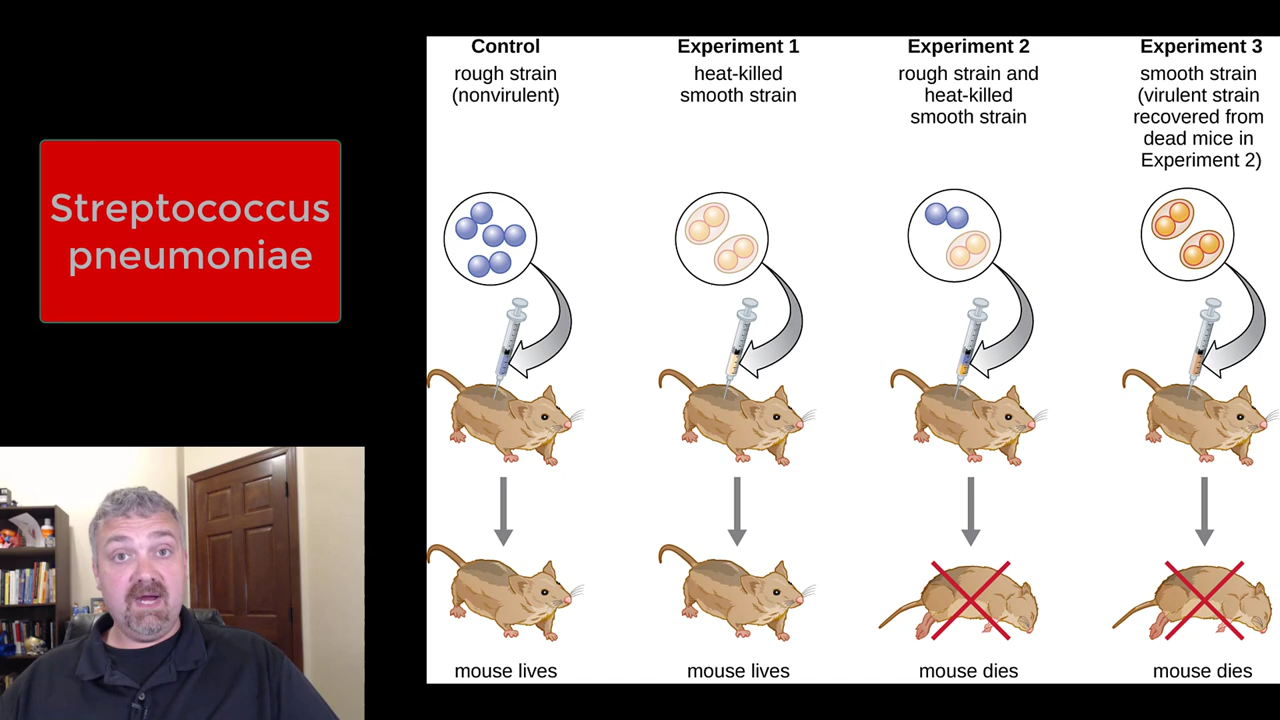 Streptococcus
pneumoniae
Control
rough strain
(nonvirulent)
mouse lives
Experiment 1
heat-killed
smooth strain
mouse lives
Experiment 2
rough strain and
heat-killed
smooth strain
mouse dies
Experiment 3
smooth strain
(virulent strain
recovered from
dead mice in
Experiment 2)
mouse dies